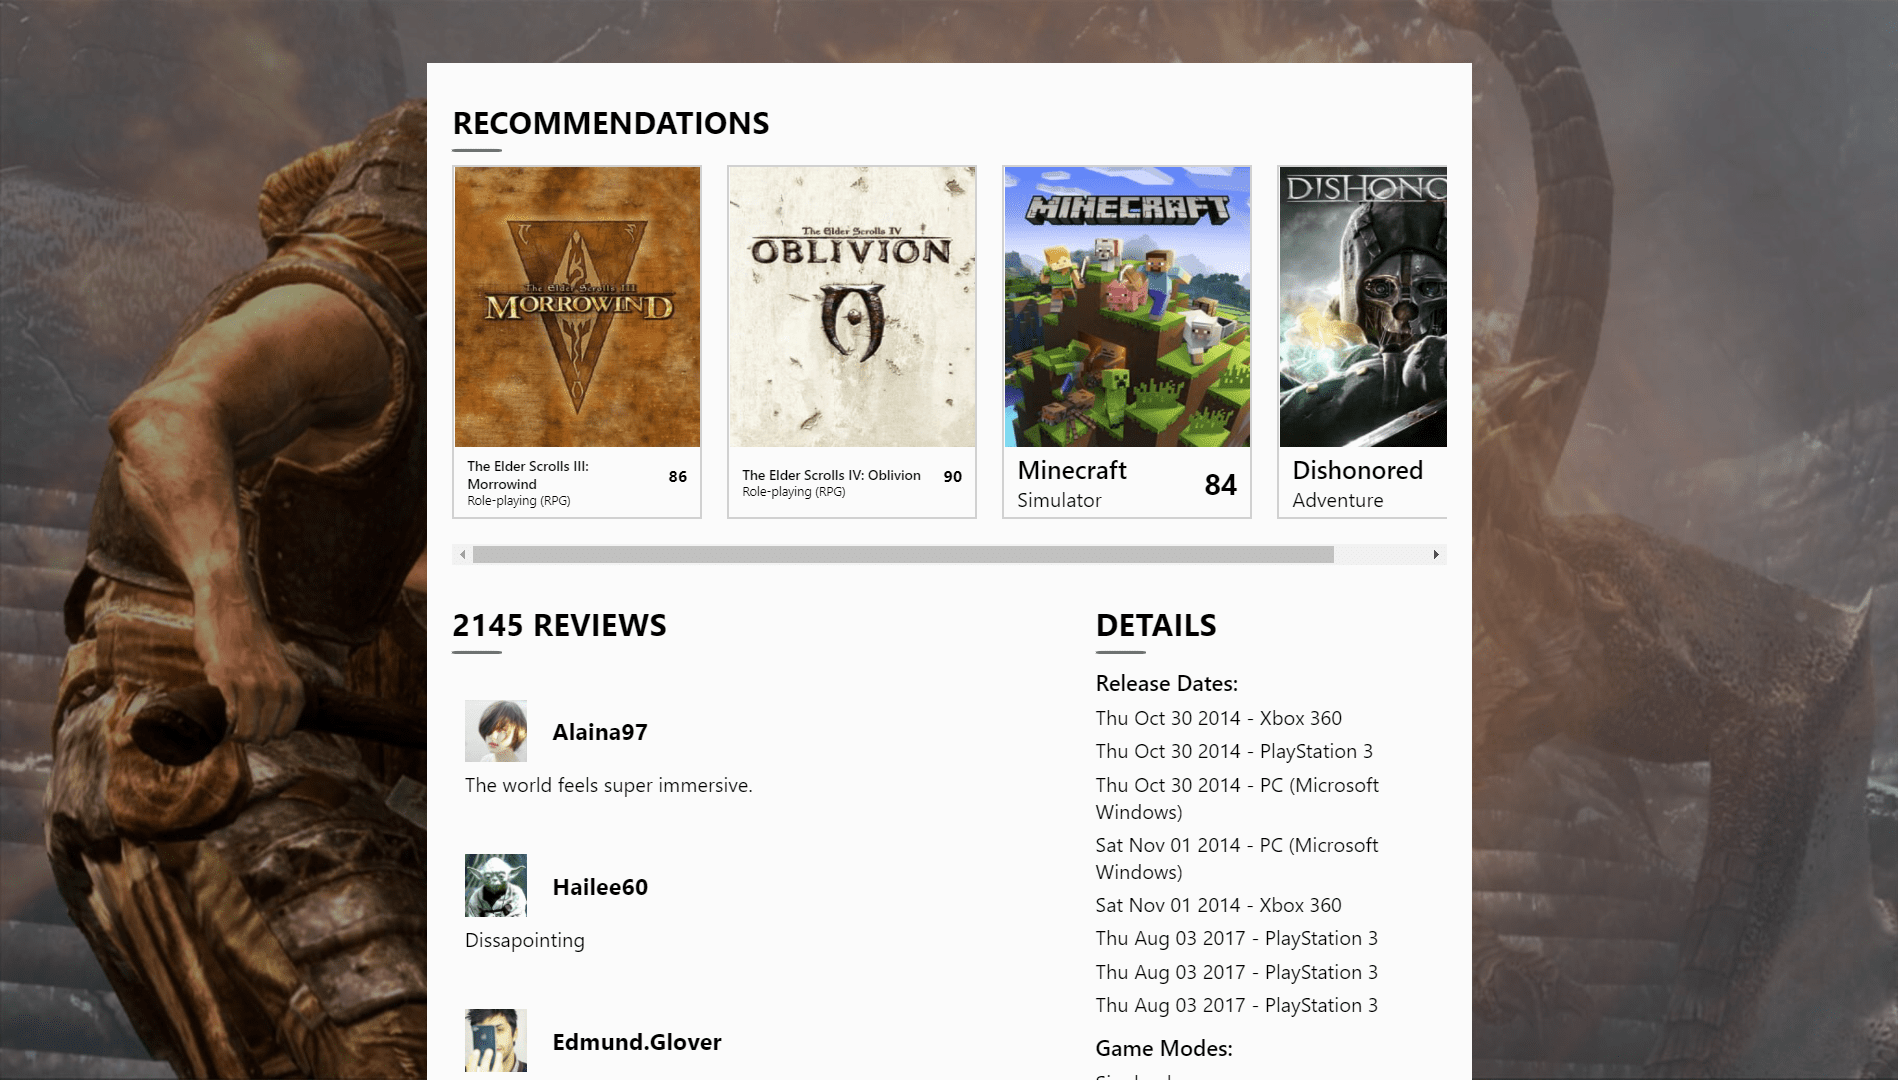 RECOMMENDATIONS
The Elder Scrolls III
MORROWIND
The Elder Scrolls IV
OBLIVION
MINECRAFT
DISHONO
The Elder Scrolls III:
Morrowind
Role-playing (RPG)
86
The Elder Scrolls IV: Oblivion
Role-playing (RPG)
90
Minecraft
Simulator
84
Dishonored
Adventure
2145 REVIEWS
Alaina97
The world feels super immersive.
Hailee60
Dissapointing
Edmund.Glover
DETAILS
Release Dates:
Thu Oct 30 2014 - Xbox 360
Thu Oct 30 2014 - PlayStation 3
Thu Oct 30 2014 - PC (Microsoft
Windows)
Sat Nov 01 2014 - PC (Microsoft
Windows)
Sat Nov 01 2014 - Xbox 360
Thu Aug 03 2017 - PlayStation 3
Thu Aug 03 2017 - PlayStation 3
Thu Aug 03 2017 - PlayStation 3
Game Modes: